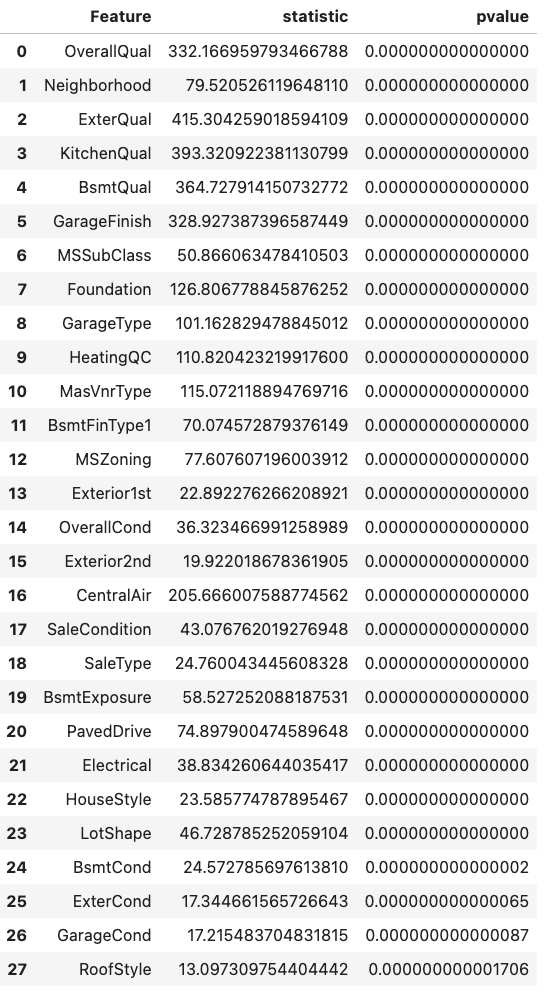 Feature statistic pvalue
0 OverallQual 332.166959793466788 0.000000000000000
1 Neighborhood 79.520526119648110 0.000000000000000
2 ExterQual 415.304259018594109 0.000000000000000
3 KitchenQual 393.320922381130799 0.000000000000000
4 BsmtQual 364.727914150732772 0.000000000000000
5 GarageFinish 328.927387396587449 0.000000000000000
6 MSSubClass 50.866063478410503 0.000000000000000
7 Foundation 126.806778845876252 0.000000000000000
8 GarageType 101.162829478845012 0.000000000000000
9 HeatingQC 110.820423219917600 0.000000000000000
10 MasVnrType 115.072118894769716 0.000000000000000
11 BsmtFinType1 70.074572879376149 0.000000000000000
12 MSZoning 77.607607196003912 0.000000000000000
13 Exterior1st 22.892276266208921 0.000000000000000
14 OverallCond 36.323466991258989 0.000000000000000
15 Exterior2nd 19.922018678361905 0.000000000000000
16 CentralAir 205.666007588774562 0.000000000000000
17 SaleCondition 43.076762019276948 0.000000000000000
18 SaleType 24.760043445608328 0.000000000000000
19 BsmtExposure 58.527252088187531 0.000000000000000
20 PavedDrive 74.897900474589648 0.000000000000000
21 Electrical 38.834260644035417 0.000000000000000
22 HouseStyle 23.585774787895467 0.000000000000000
23 LotShape 46.728785252059104 0.000000000000000
24 BsmtCond 24.572785697613810 0.000000000000002
25 ExterCond 17.344661565726643 0.000000000000065
26 GarageCond 17.215483704831815 0.000000000000087
27 RoofStyle 13.097309754404442 0.000000000001706